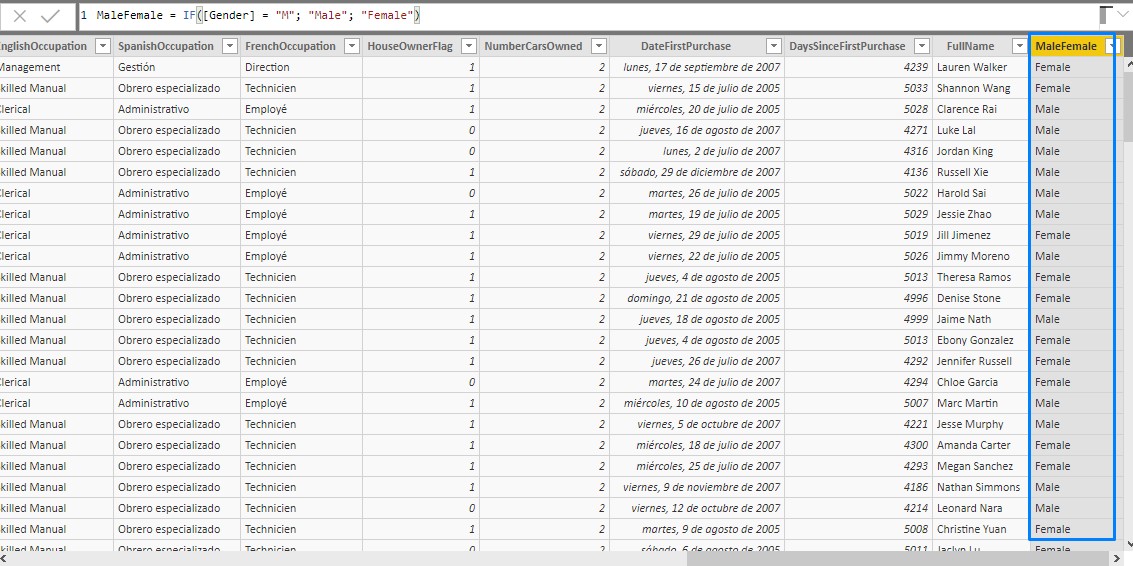 1 MaleFemale = IF([Gender] = "M"; "Male"; "Female")
EnglishOccupation SpanishOccupation FrenchOccupation HouseOwnerFlag NumberCarsOwned DateFirstPurchase DaysSinceFirstPurchase FullName MaleFemale
Management Gestión Direction 1 2 lunes, 17 de septiembre de 2007 4239 Lauren Walker Female
killed Manual Obrero especializado Technicien 1 2 viernes, 15 de julio de 2005 5033 Shannon Wang Female
Clerical Administrativo Employé 1 2 miércoles, 20 de julio de 2005 5028 Clarence Rai Male
killed Manual Obrero especializado Technicien 0 2 jueves, 16 de agosto de 2007 4271 Luke Lal Male
killed Manual Obrero especializado Technicien 0 2 lunes, 2 de julio de 2007 4316 Jordan King Male
killed Manual Obrero especializado Technicien 1 2 sábado, 29 de diciembre de 2007 4136 Russell Xie Male
Clerical Administrativo Employé 0 2 martes, 26 de julio de 2005 5022 Harold Sai Male
Clerical Administrativo Employé 1 2 martes, 19 de julio de 2005 5029 Jessie Zhao Male
Clerical Administrativo Employé 1 2 viernes, 29 de julio de 2005 5019 Jill Jimenez Female
Clerical Administrativo Employé 1 2 viernes, 22 de julio de 2005 5026 Jimmy Moreno Male
killed Manual Obrero especializado Technicien 1 2 jueves, 4 de agosto de 2005 5013 Theresa Ramos Female
killed Manual Obrero especializado Technicien 1 2 domingo, 21 de agosto de 2005 4996 Denise Stone Female
killed Manual Obrero especializado Technicien 1 2 jueves, 18 de agosto de 2005 4999 Jaime Nath Male
killed Manual Obrero especializado Technicien 1 2 jueves, 4 de agosto de 2005 5013 Ebony Gonzalez Female
killed Manual Obrero especializado Technicien 1 2 jueves, 26 de julio de 2007 4292 Jennifer Russell Female
Clerical Administrativo Employé 0 2 martes, 24 de julio de 2007 4294 Chloe Garcia Female
Clerical Administrativo Employé 1 2 miércoles, 10 de agosto de 2005 5007 Marc Martin Male
killed Manual Obrero especializado Technicien 1 2 viernes, 5 de octubre de 2007 4221 Jesse Murphy Male
killed Manual Obrero especializado Technicien 1 2 miércoles, 18 de julio de 2007 4300 Amanda Carter Female
killed Manual Obrero especializado Technicien 1 2 miércoles, 25 de julio de 2007 4293 Megan Sanchez Female
killed Manual Obrero especializado Technicien 1 2 viernes, 9 de noviembre de 2007 4186 Nathan Simmons Male
killed Manual Obrero especializado Technicien 0 2 viernes, 12 de octubre de 2007 4214 Leonard Nara Male
killed Manual Obrero especializado Technicien 1 2 martes, 9 de agosto de 2005 5008 Christine Yuan Female
killed Manual Obrero especializado Technicien 0 2 sábado, 6 de agosto de 2005 5011 Jaclyn Lu Female